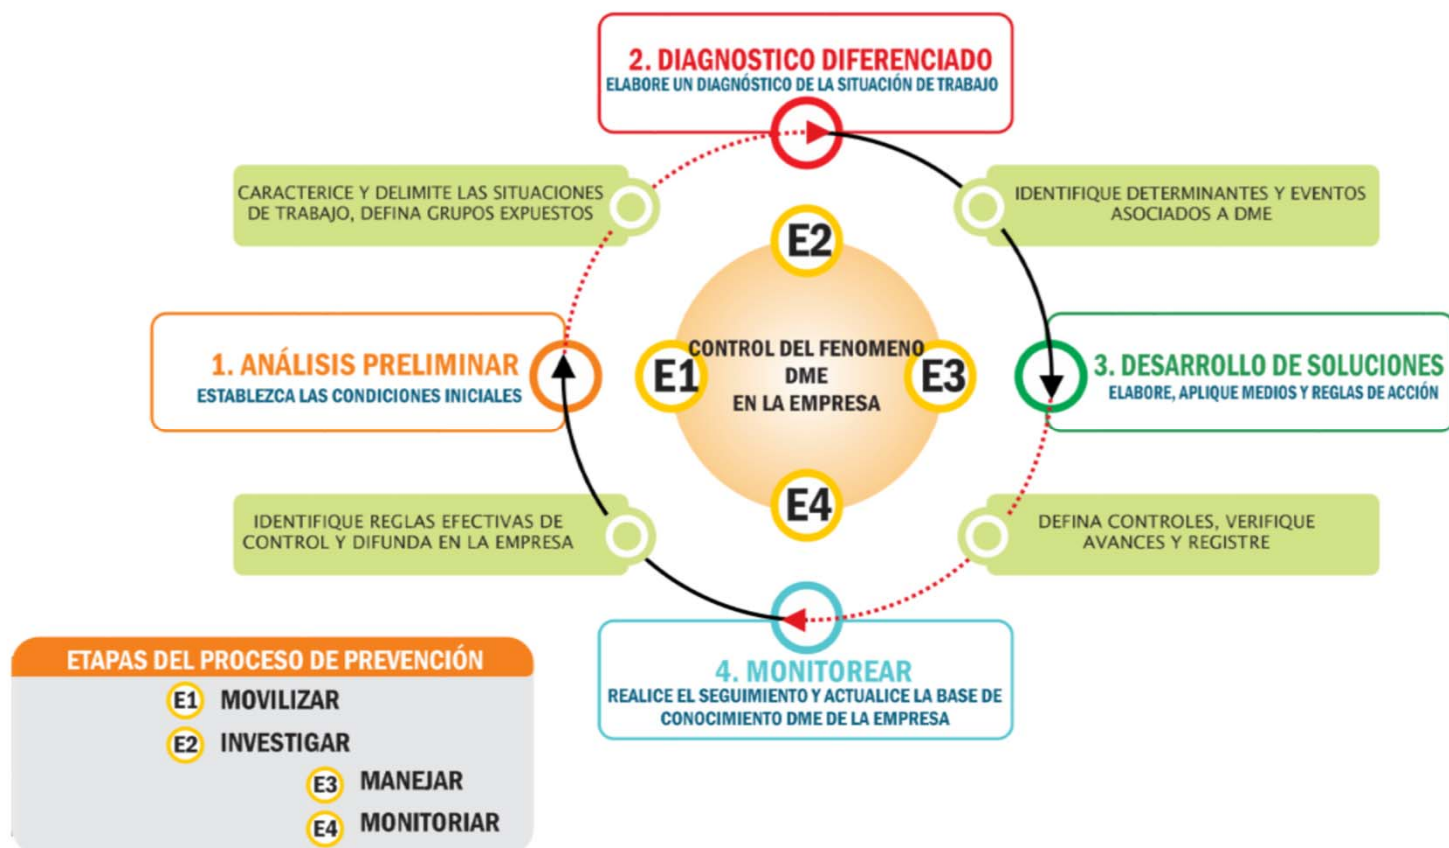 2. DIAGNOSTICO DIFERENCIADO
ELABORE UN DIAGNÓSTICO DE LA SITUACIÓN DE TRABAJO
CARACTERICE Y DELIMITE LAS SITUACIONES
DE TRABAJO, DEFINA GRUPOS EXPUESTOS
IDENTIFIQUE DETERMINANTES Y EVENTOS
ASOCIADOS A DME
E2
1. ANÁLISIS PRELIMINAR
ESTABLEZCA LAS CONDICIONES INICIALES
E1
CONTROL DEL FENOMENO
DME
EN LA EMPRESA
E3
3. DESARROLLO DE SOLUCIONES
ELABORE, APLIQUE MEDIOS Y REGLAS DE ACCIÓN
E4
IDENTIFIQUE REGLAS EFECTIVAS DE
CONTROL Y DIFUNDA EN LA EMPRESA
DEFINA CONTROLES, VERIFIQUE
AVANCES Y REGISTRE
4. MONITOREAR
REALICE EL SEGUIMIENTO Y ACTUALICE LA BASE DE
CONOCIMIENTO DME DE LA EMPRESA
ETAPAS DEL PROCESO DE PREVENCIÓN
E1 MOVILIZAR
E2 INVESTIGAR
E3 MANEJAR
E4 MONITORIAR